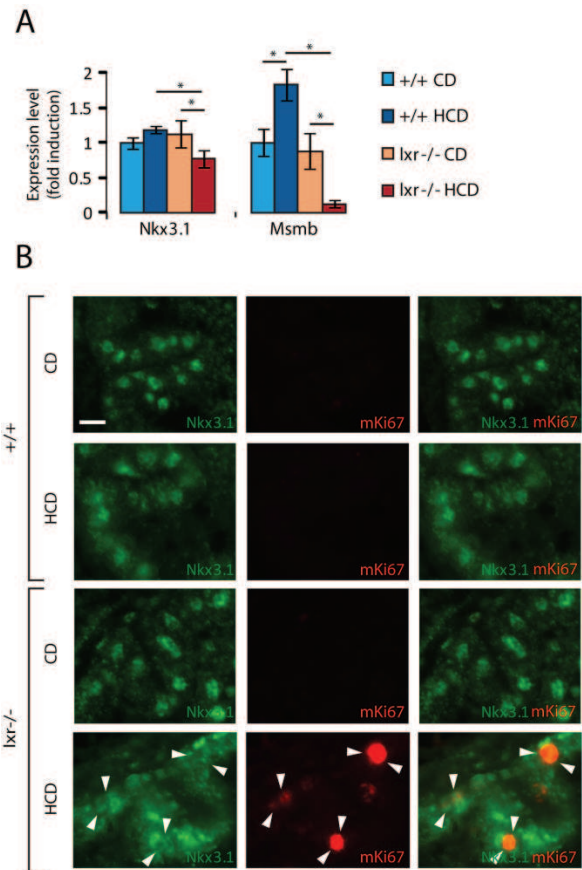 A
Expression level
(fold induction)
2
1.5
1
0.5
0
*
*
*
*
*
Nkx3.1
Msmb
+/+ CD
+/+ HCD
lxr-/- CD
lxr-/- HCD
B
+/+
CD
Nkx3.1
mKi67
Nkx3.1 mKi67
HCD
Nkx3.1
mKi67
Nkx3.1 mKi67
lxr-/-
CD
Nkx3.1
mKi67
Nkx3.1 mKi67
HCD
Nkx3.1
mKi67
Nkx3.1 mKi67